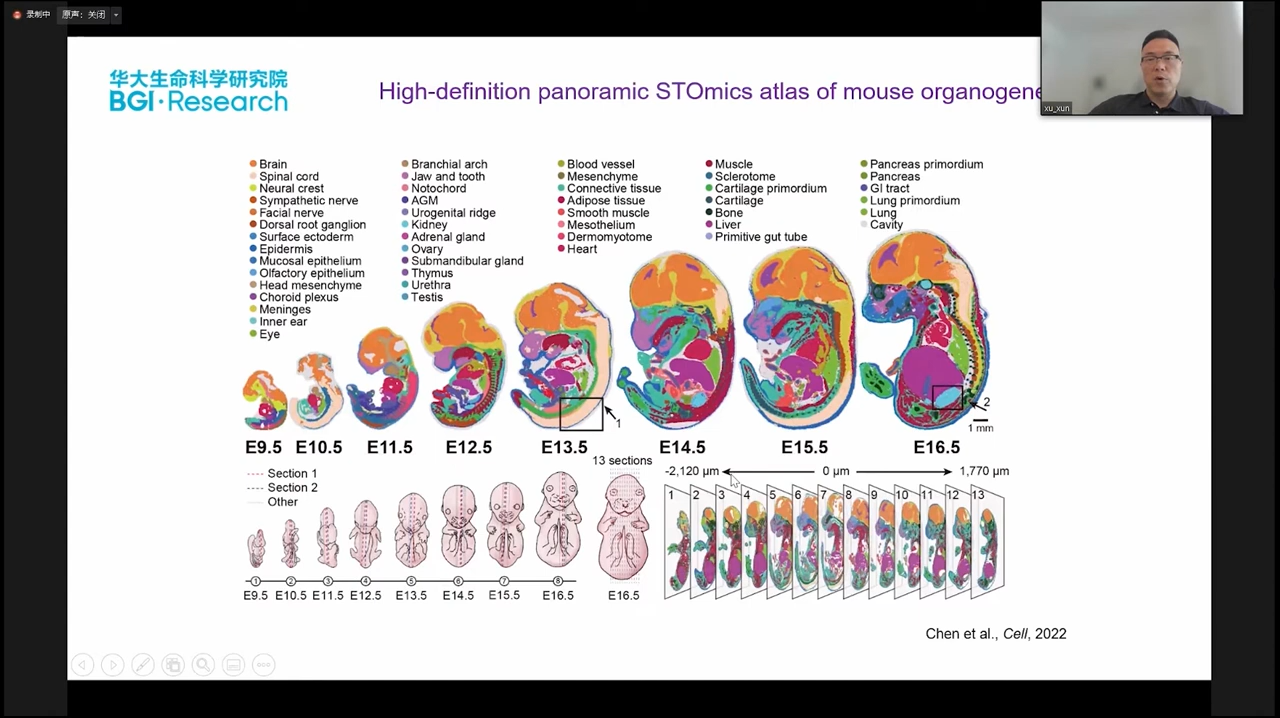 录制中 原声：关闭
华大生命科学研究院
BGI·Research
High-definition panoramic STOmics atlas of mouse organogene
xu_xun
Brain
Spinal cord
Neural crest
Sympathetic nerve
Facial nerve
Dorsal root ganglion
Surface ectoderm
Epidermis
Mucosal epithelium
Olfactory epithelium
Head mesenchyme
Choroid plexus
Meninges
Inner ear
Eye
Branchial arch
Jaw and tooth
Notochord
AGM
Urogenital ridge
Kidney
Adrenal gland
Ovary
Submandibular gland
Thymus
Urethra
Testis
Blood vessel
Mesenchyme
Connective tissue
Adipose tissue
Smooth muscle
Mesothelium
Dermomyotome
Heart
Muscle
Sclerotome
Cartilage primordium
Cartilage
Bone
Liver
Primitive gut tube
Pancreas primordium
Pancreas
GI tract
Lung primordium
Lung
Cavity
1
2
1 mm
E9.5 E10.5 E11.5 E12.5 E13.5 E14.5 E15.5 E16.5
Section 1
Section 2
Other
13 sections
-2,120 µm 0 µm 1,770 µm
1 2 3 4 5 6 7 8 9 10 11 12 13
1 2 3 4 5 6 7 8
E9.5 E10.5 E11.5 E12.5 E13.5 E14.5 E15.5 E16.5 E16.5
Chen et al., Cell, 2022